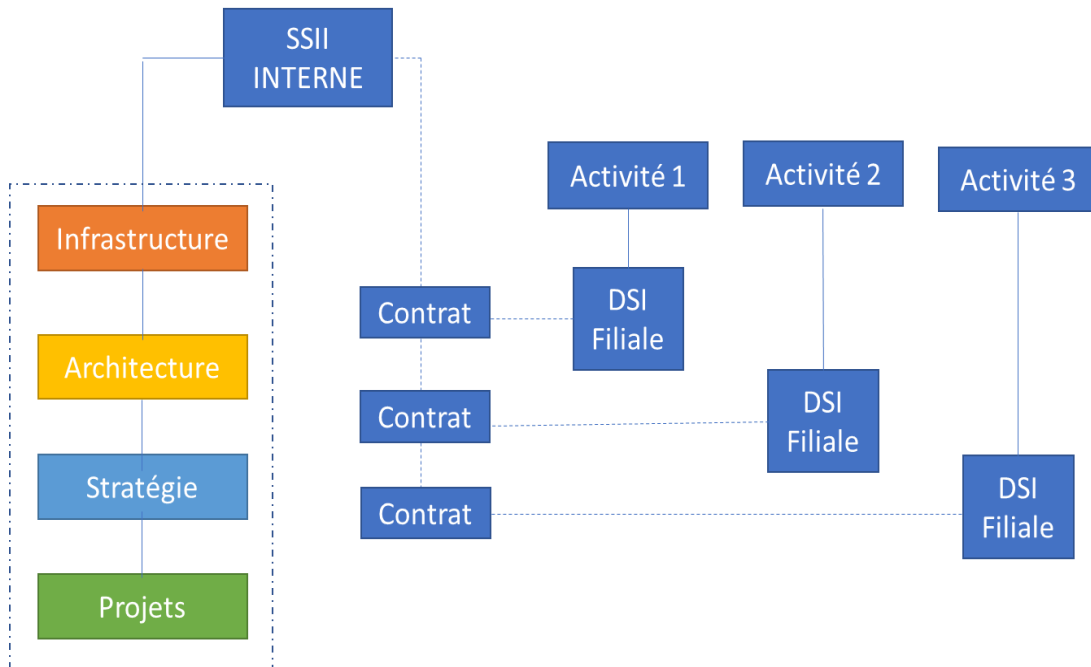 SSII
INTERNE
Activité 1
Activité 2
Activité 3
Infrastructure
Contrat
DSI
Filiale
Architecture
Contrat
DSI
Filiale
Stratégie
Contrat
DSI
Filiale
Projets